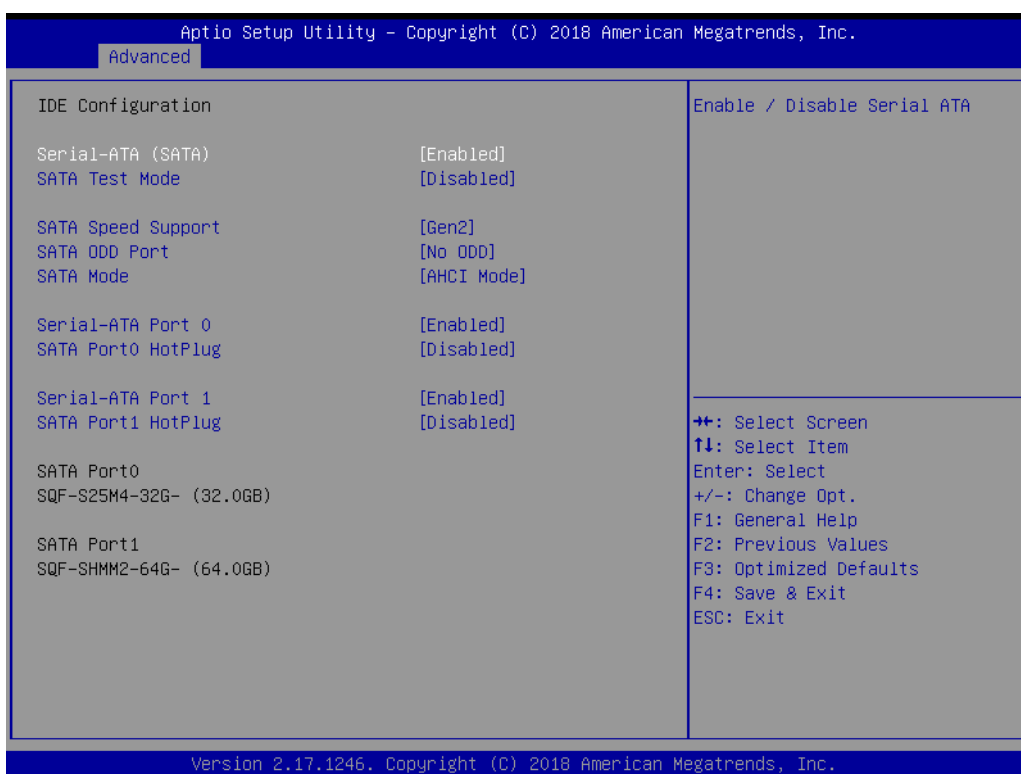 Aptio Setup Utility – Copyright (C) 2018 American Megatrends, Inc.
Advanced
IDE Configuration
Serial-ATA (SATA) [Enabled]
SATA Test Mode [Disabled]
SATA Speed Support [Gen2]
SATA ODD Port [No ODD]
SATA Mode [AHCI Mode]
Serial-ATA Port 0 [Enabled]
SATA Port0 HotPlug [Disabled]
Serial-ATA Port 1 [Enabled]
SATA Port1 HotPlug [Disabled]
SATA Port0
SQF-S25M4-32G- (32.0GB)
SATA Port1
SQF-SHMM2-64G- (64.0GB)
Enable / Disable Serial ATA
→←: Select Screen
↑↓: Select Item
Enter: Select
+/-: Change Opt.
F1: General Help
F2: Previous Values
F3: Optimized Defaults
F4: Save & Exit
ESC: Exit
Version 2.17.1246. Copyright (C) 2018 American Megatrends, Inc.